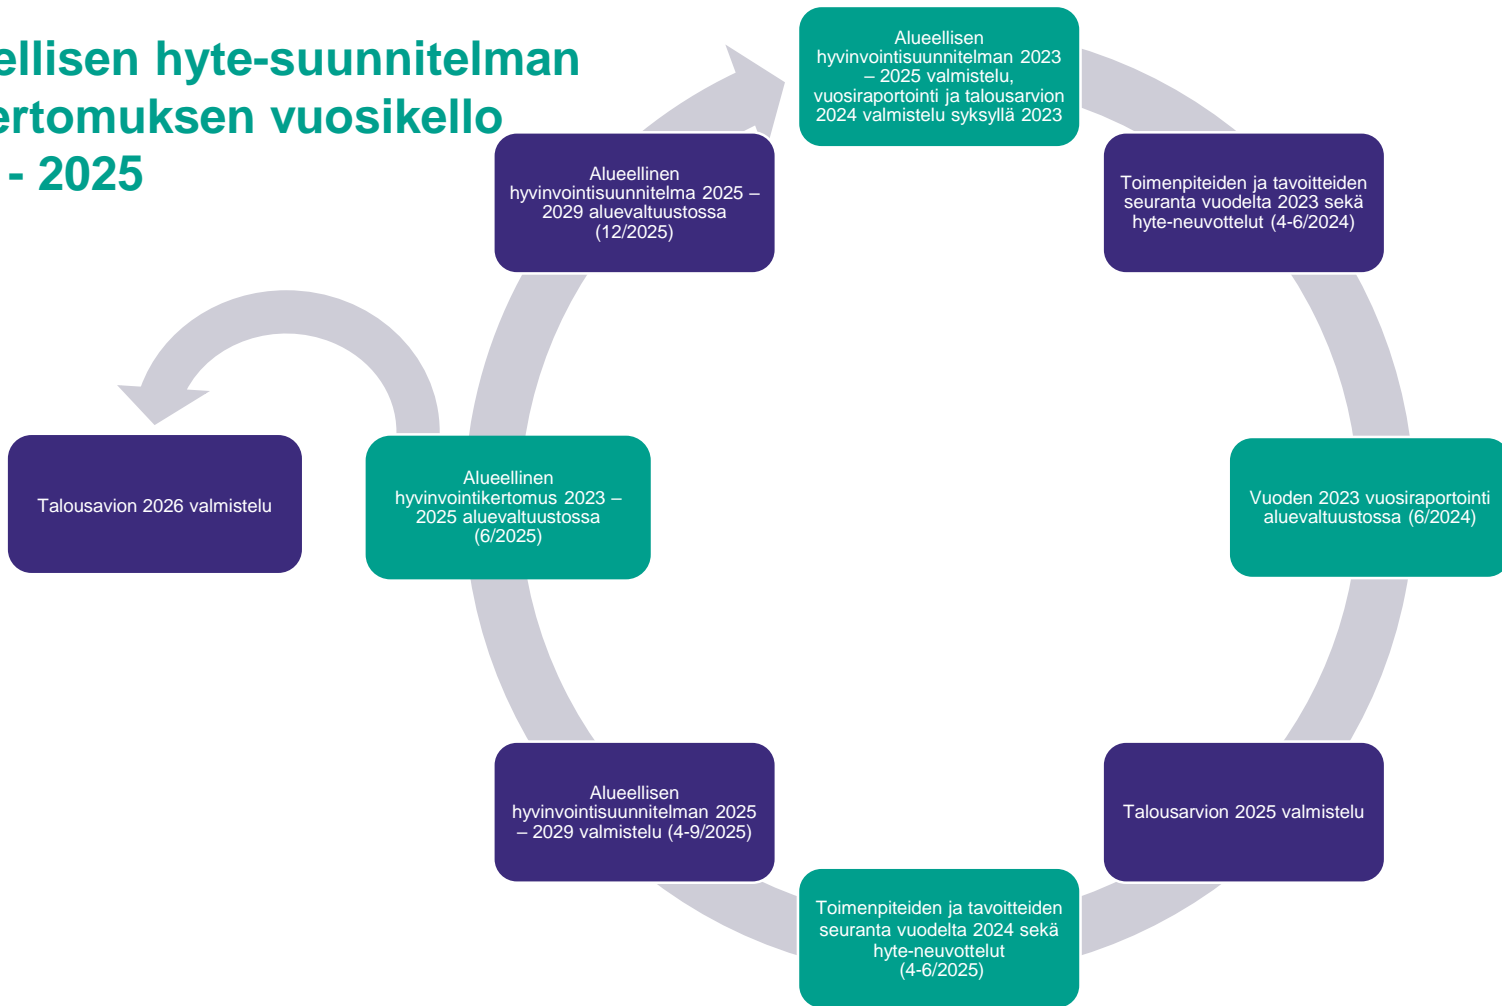 ellisen hyte-suunnitelman
ertomuksen vuosikello
- 2025
Alueellisen
hyvinvointisuunnitelman 2023
– 2025 valmistelu,
vuosiraportointi ja talousarvion
2024 valmistelu syksyllä 2023
Toimenpiteiden ja tavoitteiden
seuranta vuodelta 2023 sekä
hyte-neuvottelut (4-6/2024)
Vuoden 2023 vuosiraportointi
aluevaltuustossa (6/2024)
Talousarvion 2025 valmistelu
Toimenpiteiden ja tavoitteiden
seuranta vuodelta 2024 sekä
hyte-neuvottelut
(4-6/2025)
Alueellisen
hyvinvointisuunnitelman 2025
– 2029 valmistelu (4-9/2025)
Alueellinen
hyvinvointikertomus 2023 –
2025 aluevaltuustossa
(6/2025)
Talousavion 2026 valmistelu
Alueellinen
hyvinvointisuunnitelma 2025 –
2029 aluevaltuustossa
(12/2025)